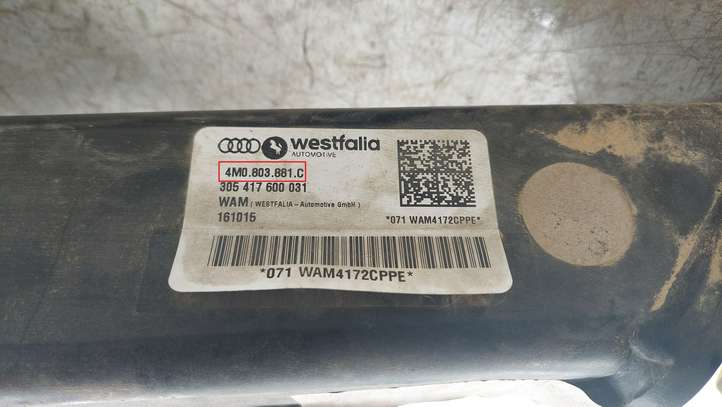 westfalia
AUTOMOTIVE
4M0.803.881.C
305 417 600 031
WAM ( WESTFALIA - Automotive GmbH )
161015
*071 WAM4172CPPE*
*071 WAM4172CPPE*